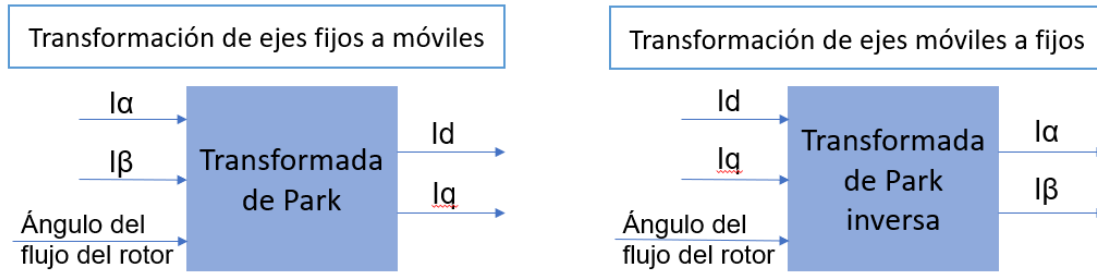 Transformación de ejes fijos a móviles
Iα
Iβ
Ángulo del
flujo del rotor
Transformada
de Park
Id
Iq
Transformación de ejes móviles a fijos
Id
Iq
Ángulo del
flujo del rotor
Transformada
de Park
inversa
Iα
Iβ